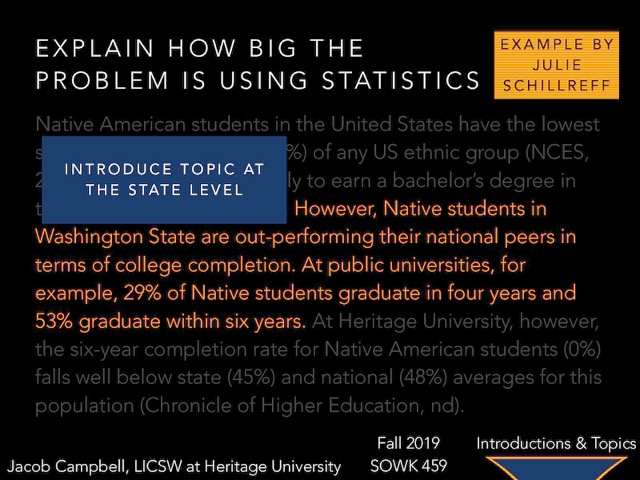 EXPLAIN HOW BIG THE
PROBLEM IS USING STATISTICS
EXAMPLE BY
JULIE
SCHILLREFF
Native American students in the United States have the lowest
s %) of any US ethnic group (NCES,
INTRODUCE TOPIC AT
THE STATE LEVEL
2 ly to earn a bachelor's degree in
t However, Native students in
Washington State are out-performing their national peers in
terms of college completion. At public universities, for
example, 29% of Native students graduate in four years and
53% graduate within six years. At Heritage University, however,
the six-year completion rate for Native American students (0%)
falls well below state (45%) and national (48%) averages for this
population (Chronicle of Higher Education, nd).
Fall 2019 Introductions & Topics
Jacob Campbell, LICSW at Heritage University SOWK 459